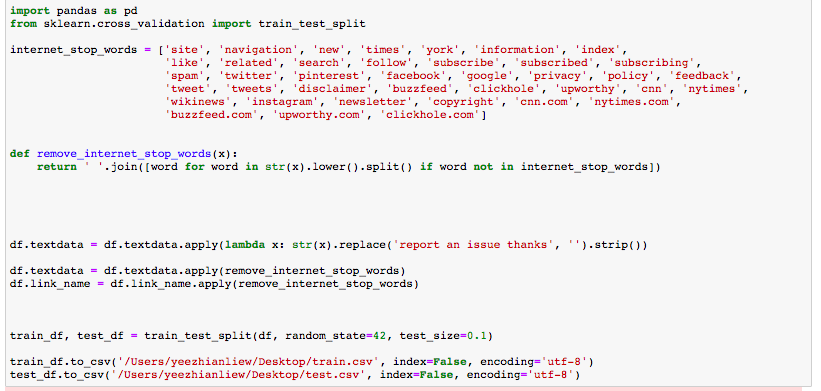 import pandas as pd
from sklearn.cross_validation import train_test_split
internet_stop_words = ['site', 'navigation', 'new', 'times', 'york', 'information', 'index',
'like', 'related', 'search', 'follow', 'subscribe', 'subscribed', 'subscribing',
'spam', 'twitter', 'pinterest', 'facebook', 'google', 'privacy', 'policy', 'feedback',
'tweet', 'tweets', 'disclaimer', 'buzzfeed', 'clickhole', 'upworthy', 'cnn', 'nytimes',
'wikinews', 'instagram', 'newsletter', 'copyright', 'cnn.com', 'nytimes.com',
'buzzfeed.com', 'upworthy.com', 'clickhole.com']
def remove_internet_stop_words(x):
return ' '.join([word for word in str(x).lower().split() if word not in internet_stop_words])
df.textdata = df.textdata.apply(lambda x: str(x).replace('report an issue thanks', '').strip())
df.textdata = df.textdata.apply(remove_internet_stop_words)
df.link_name = df.link_name.apply(remove_internet_stop_words)
train_df, test_df = train_test_split(df, random_state=42, test_size=0.1)
train_df.to_csv('/Users/yeezhianliew/Desktop/train.csv', index=False, encoding='utf-8')
test_df.to_csv('/Users/yeezhianliew/Desktop/test.csv', index=False, encoding='utf-8')